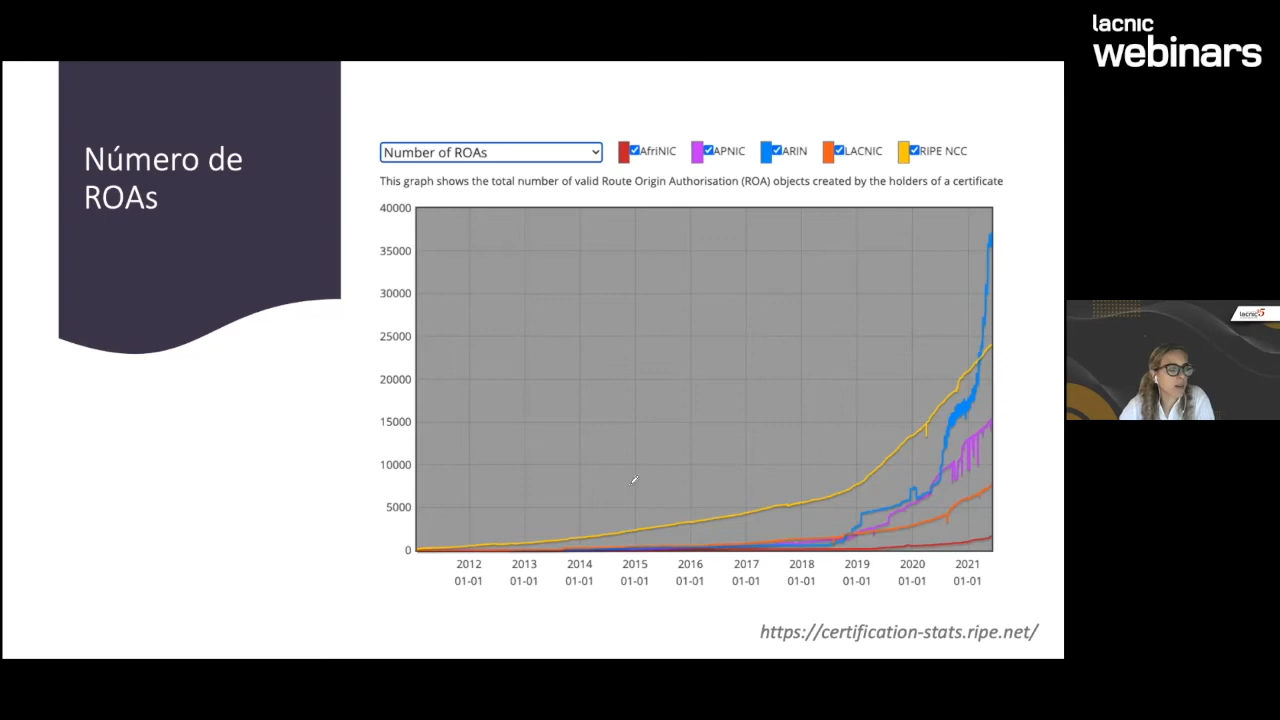 lacnic
webinars
Número de
ROAs
Number of ROAs
AfriNIC APNIC ARIN LACNIC RIPE NCC
This graph shows the total number of valid Route Origin Authorisation (ROA) objects created by the holders of a certificate
40000
35000
30000
25000
20000
15000
10000
5000
0
2012 2013 2014 2015 2016 2017 2018 2019 2020 2021
01-01 01-01 01-01 01-01 01-01 01-01 01-01 01-01 01-01 01-01
https://certification-stats.ripe.net/
lacnic